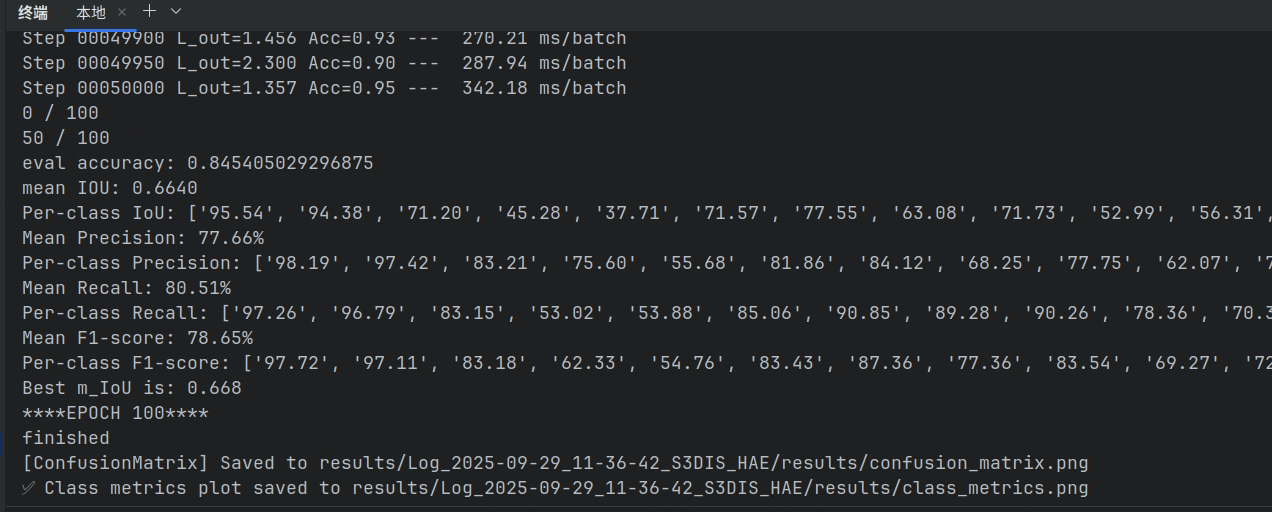 终端 本地 × + ∨
Step 00049900 L_out=1.456 Acc=0.93 ---  270.21 ms/batch
Step 00049950 L_out=2.300 Acc=0.90 ---  287.94 ms/batch
Step 00050000 L_out=1.357 Acc=0.95 ---  342.18 ms/batch
0 / 100
50 / 100
eval accuracy: 0.845405029296875
mean IOU: 0.6640
Per-class IoU: ['95.54', '94.38', '71.20', '45.28', '37.71', '71.57', '77.55', '63.08', '71.73', '52.99', '56.31',
Mean Precision: 77.66%
Per-class Precision: ['98.19', '97.42', '83.21', '75.60', '55.68', '81.86', '84.12', '68.25', '77.75', '62.07', '7
Mean Recall: 80.51%
Per-class Recall: ['97.26', '96.79', '83.15', '53.02', '53.88', '85.06', '90.85', '89.28', '90.26', '78.36', '70.3
Mean F1-score: 78.65%
Per-class F1-score: ['97.72', '97.11', '83.18', '62.33', '54.76', '83.43', '87.36', '77.36', '83.54', '69.27', '72
Best m_IoU is: 0.668
****EPOCH 100****
finished
[ConfusionMatrix] Saved to results/Log_2025-09-29_11-36-42_S3DIS_HAE/results/confusion_matrix.png
✅ Class metrics plot saved to results/Log_2025-09-29_11-36-42_S3DIS_HAE/results/class_metrics.png